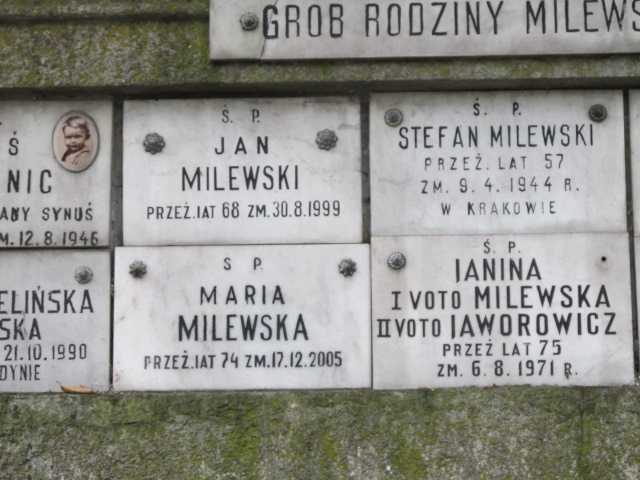 GRÓB RODZINY MILEWS
Ś
NIC
SYNUŚ
M. 12.8.1946
Ś. P.
JAN
MILEWSKI
PRZEŻ. LAT 68 ZM. 30.8.1999
Ś. P.
STEFAN MILEWSKI
PRZEŻ. LAT 57
ZM. 9.4.1944 R.
W KRAKOWIE
ELIŃSKA
SKA
21.10.1990
DYNIE
Ś P.
MARIA
MILEWSKA
PRZEŻ. LAT 74 ZM. 17.12.2005
Ś. P.
JANINA
I VOTO MILEWSKA
II VOTO JAWOROWICZ
PRZEŻ LAT 75
ZM. 6.8.1971 R.